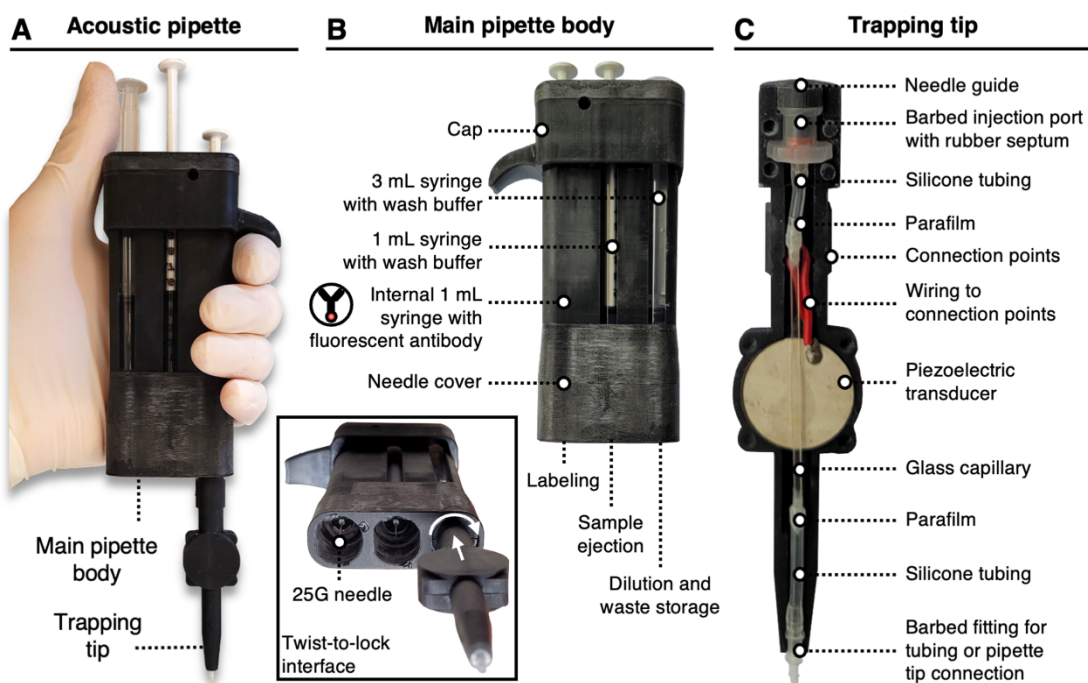 A
Acoustic pipette
Main pipette
body
Trapping
tip
B
Main pipette body
Cap
3 mL syringe
with wash buffer
1 mL syringe
with wash buffer
Internal 1 mL
syringe with
fluorescent antibody
Needle cover
25G needle
Twist-to-lock
interface
Labeling
Sample
ejection
Dilution and
waste storage
C
Trapping tip
Needle guide
Barbed injection port
with rubber septum
Silicone tubing
Parafilm
Connection points
Wiring to
connection points
Piezoelectric
transducer
Glass capillary
Parafilm
Silicone tubing
Barbed fitting for
tubing or pipette
tip connection